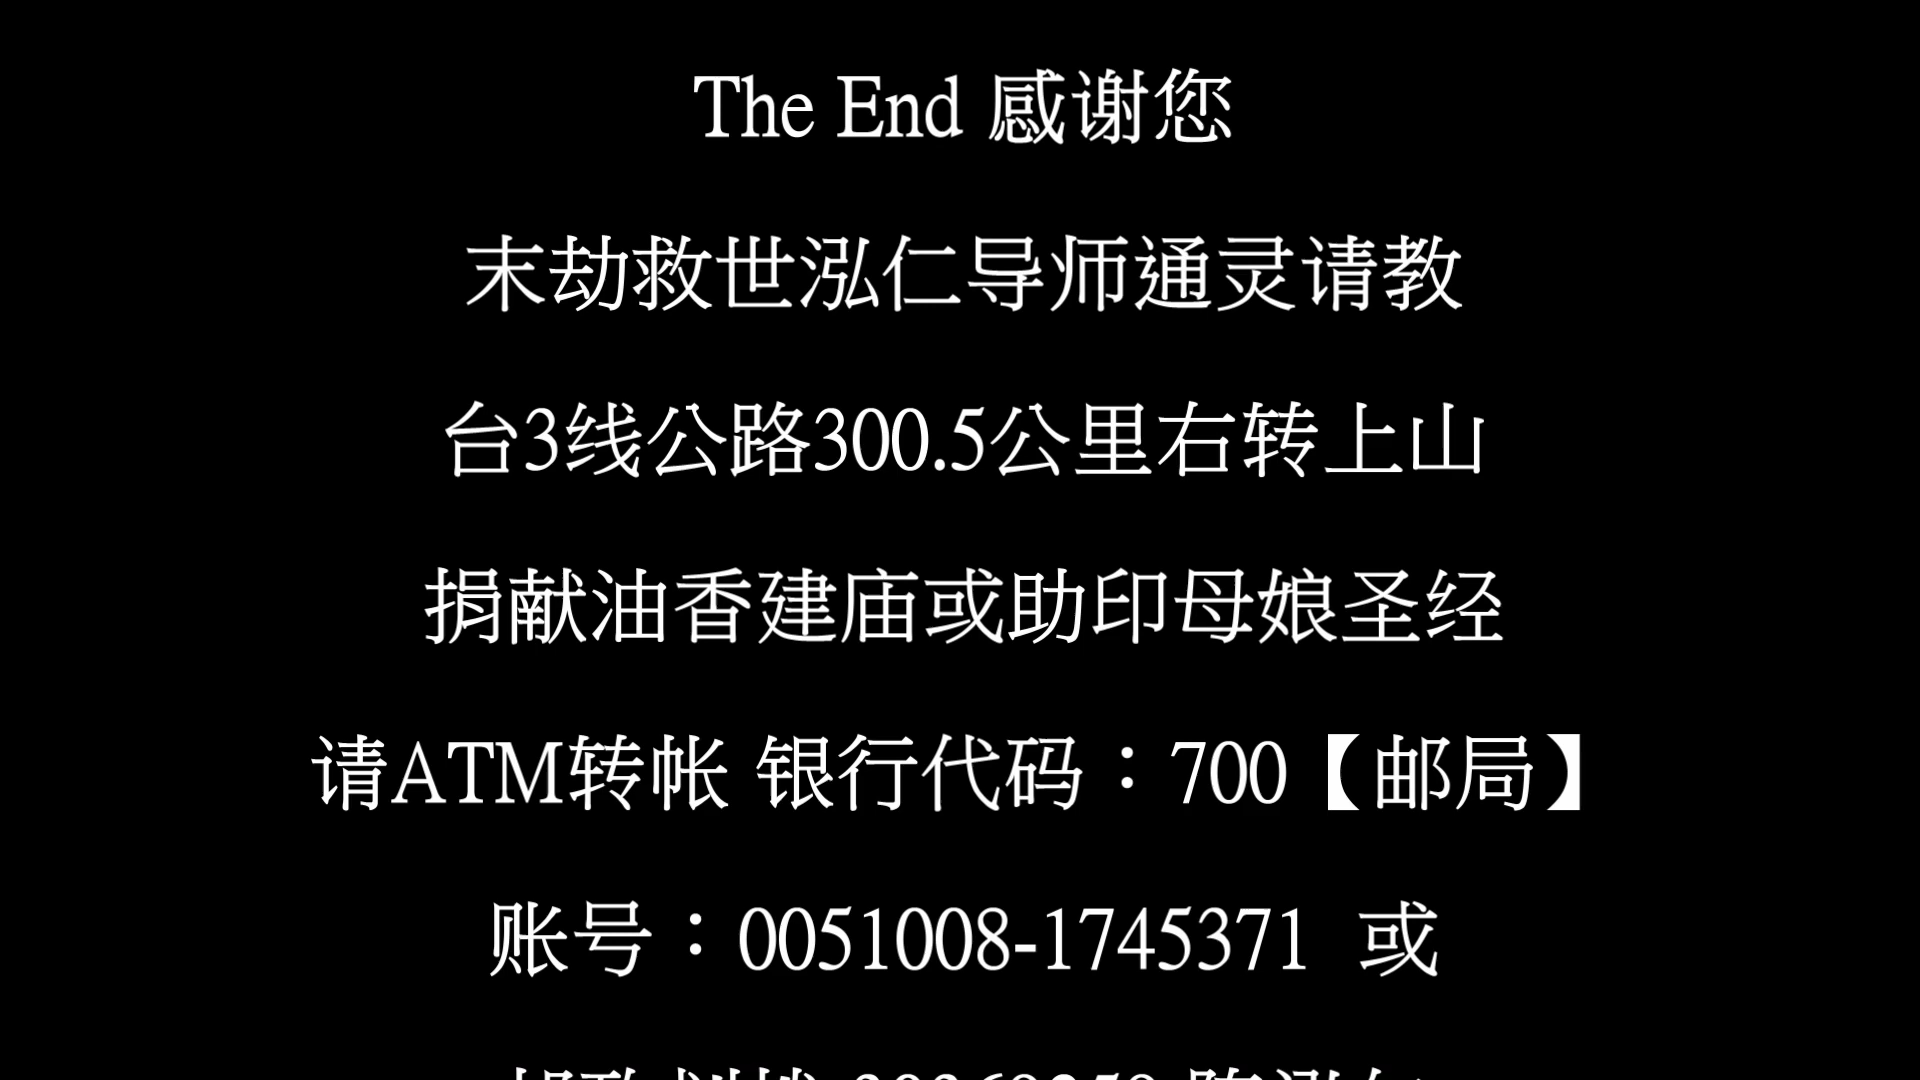 The End 感谢您
末劫救世泓仁导师通灵请教
台3线公路300.5公里右转上山
捐献油香建庙或助印母娘圣经
请ATM转帐 银行代码：700【邮局】
账号：0051008-1745371 或